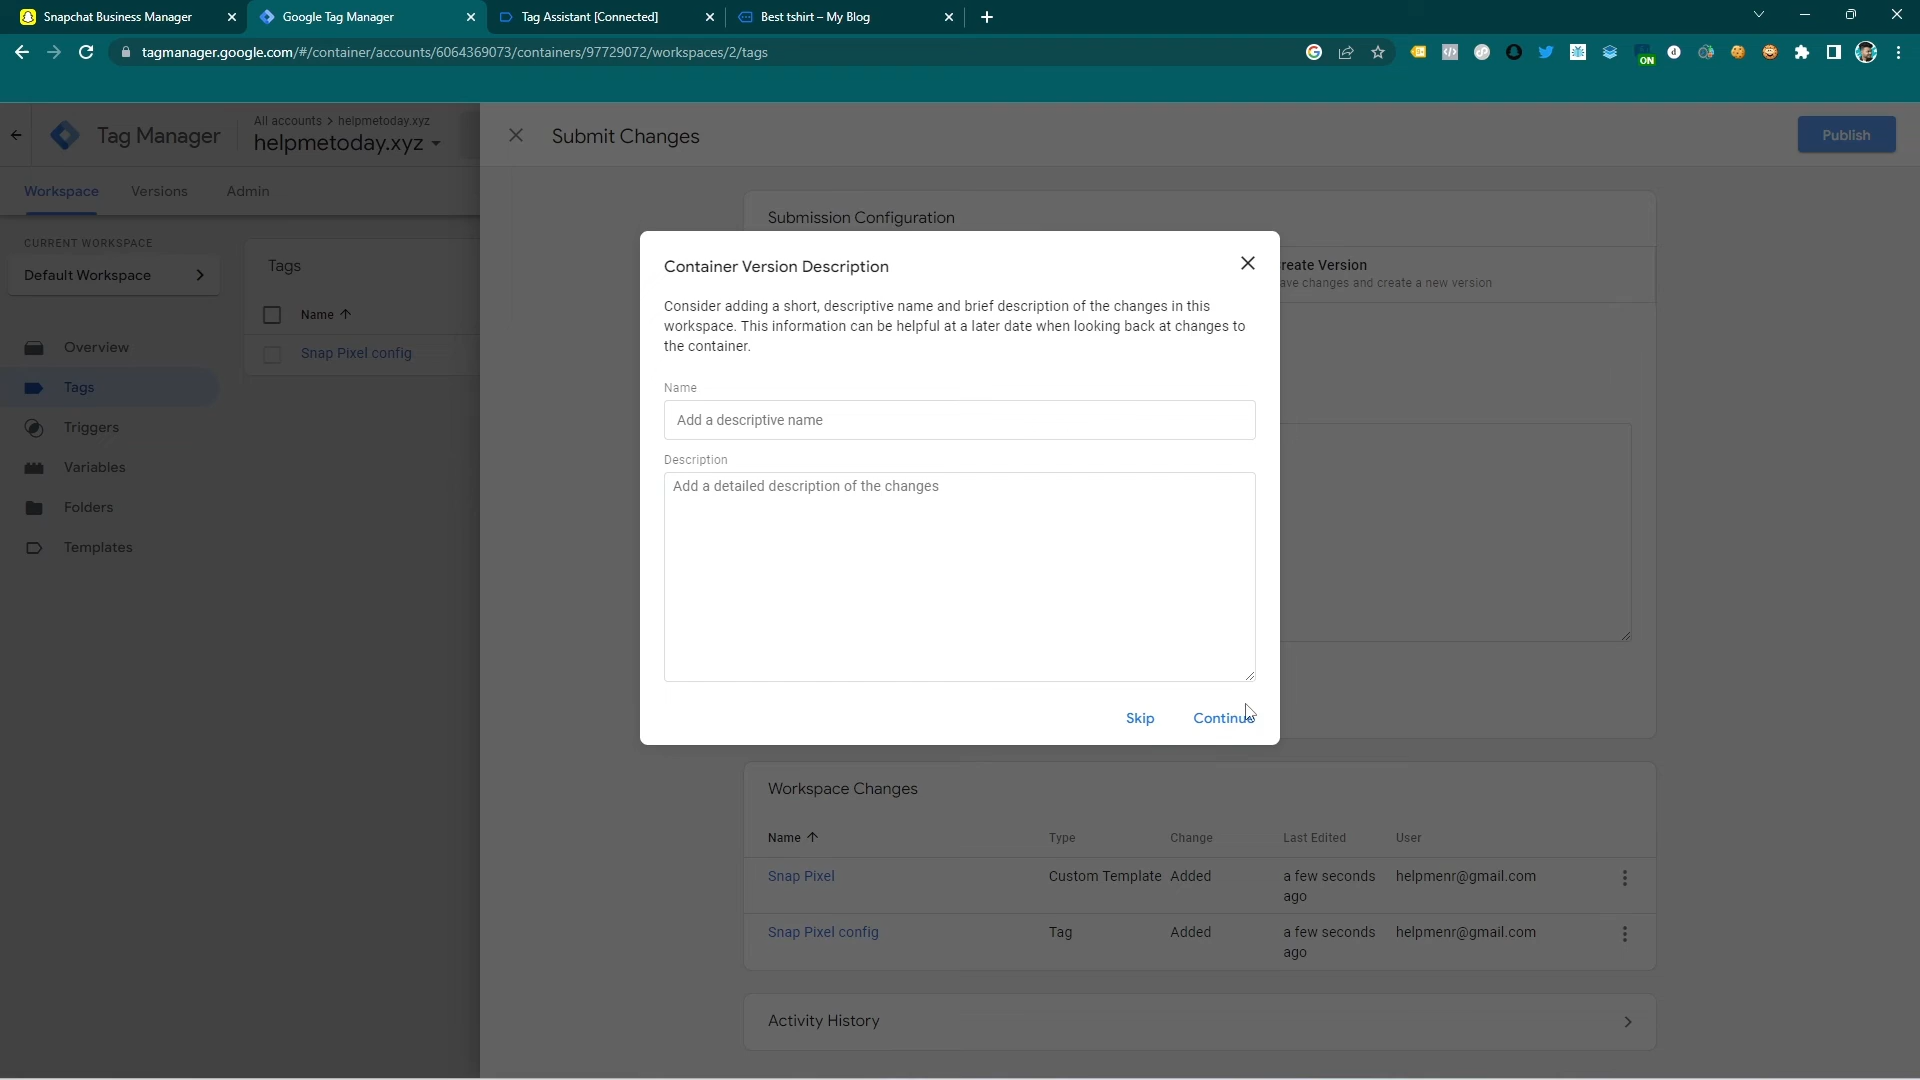 Snapchat Business Manager
Google Tag Manager
Tag Assistant [Connected]
Best tshirt – My Blog
tagmanager.google.com/#/container/accounts/6064369073/containers/97729072/workspaces/2/tags
ON
Tag Manager
All accounts > helpmetoday.xyz
helpmetoday.xyz
Submit Changes
Publish
Workspace
Versions
Admin
Submission Configuration
CURRENT WORKSPACE
Default Workspace
Tags
Name
Snap Pixel config
Overview
Tags
Triggers
Variables
Folders
Templates
reate Version
ave changes and create a new version
Container Version Description
Consider adding a short, descriptive name and brief description of the changes in this
workspace. This information can be helpful at a later date when looking back at changes to
the container.
Name
Add a descriptive name
Description
Add a detailed description of the changes
Skip
Continue
Workspace Changes
Name
Type
Change
Last Edited
User
Snap Pixel
Custom Template
Added
a few seconds
ago
helpmenr@gmail.com
Snap Pixel config
Tag
Added
a few seconds
ago
helpmenr@gmail.com
Activity History